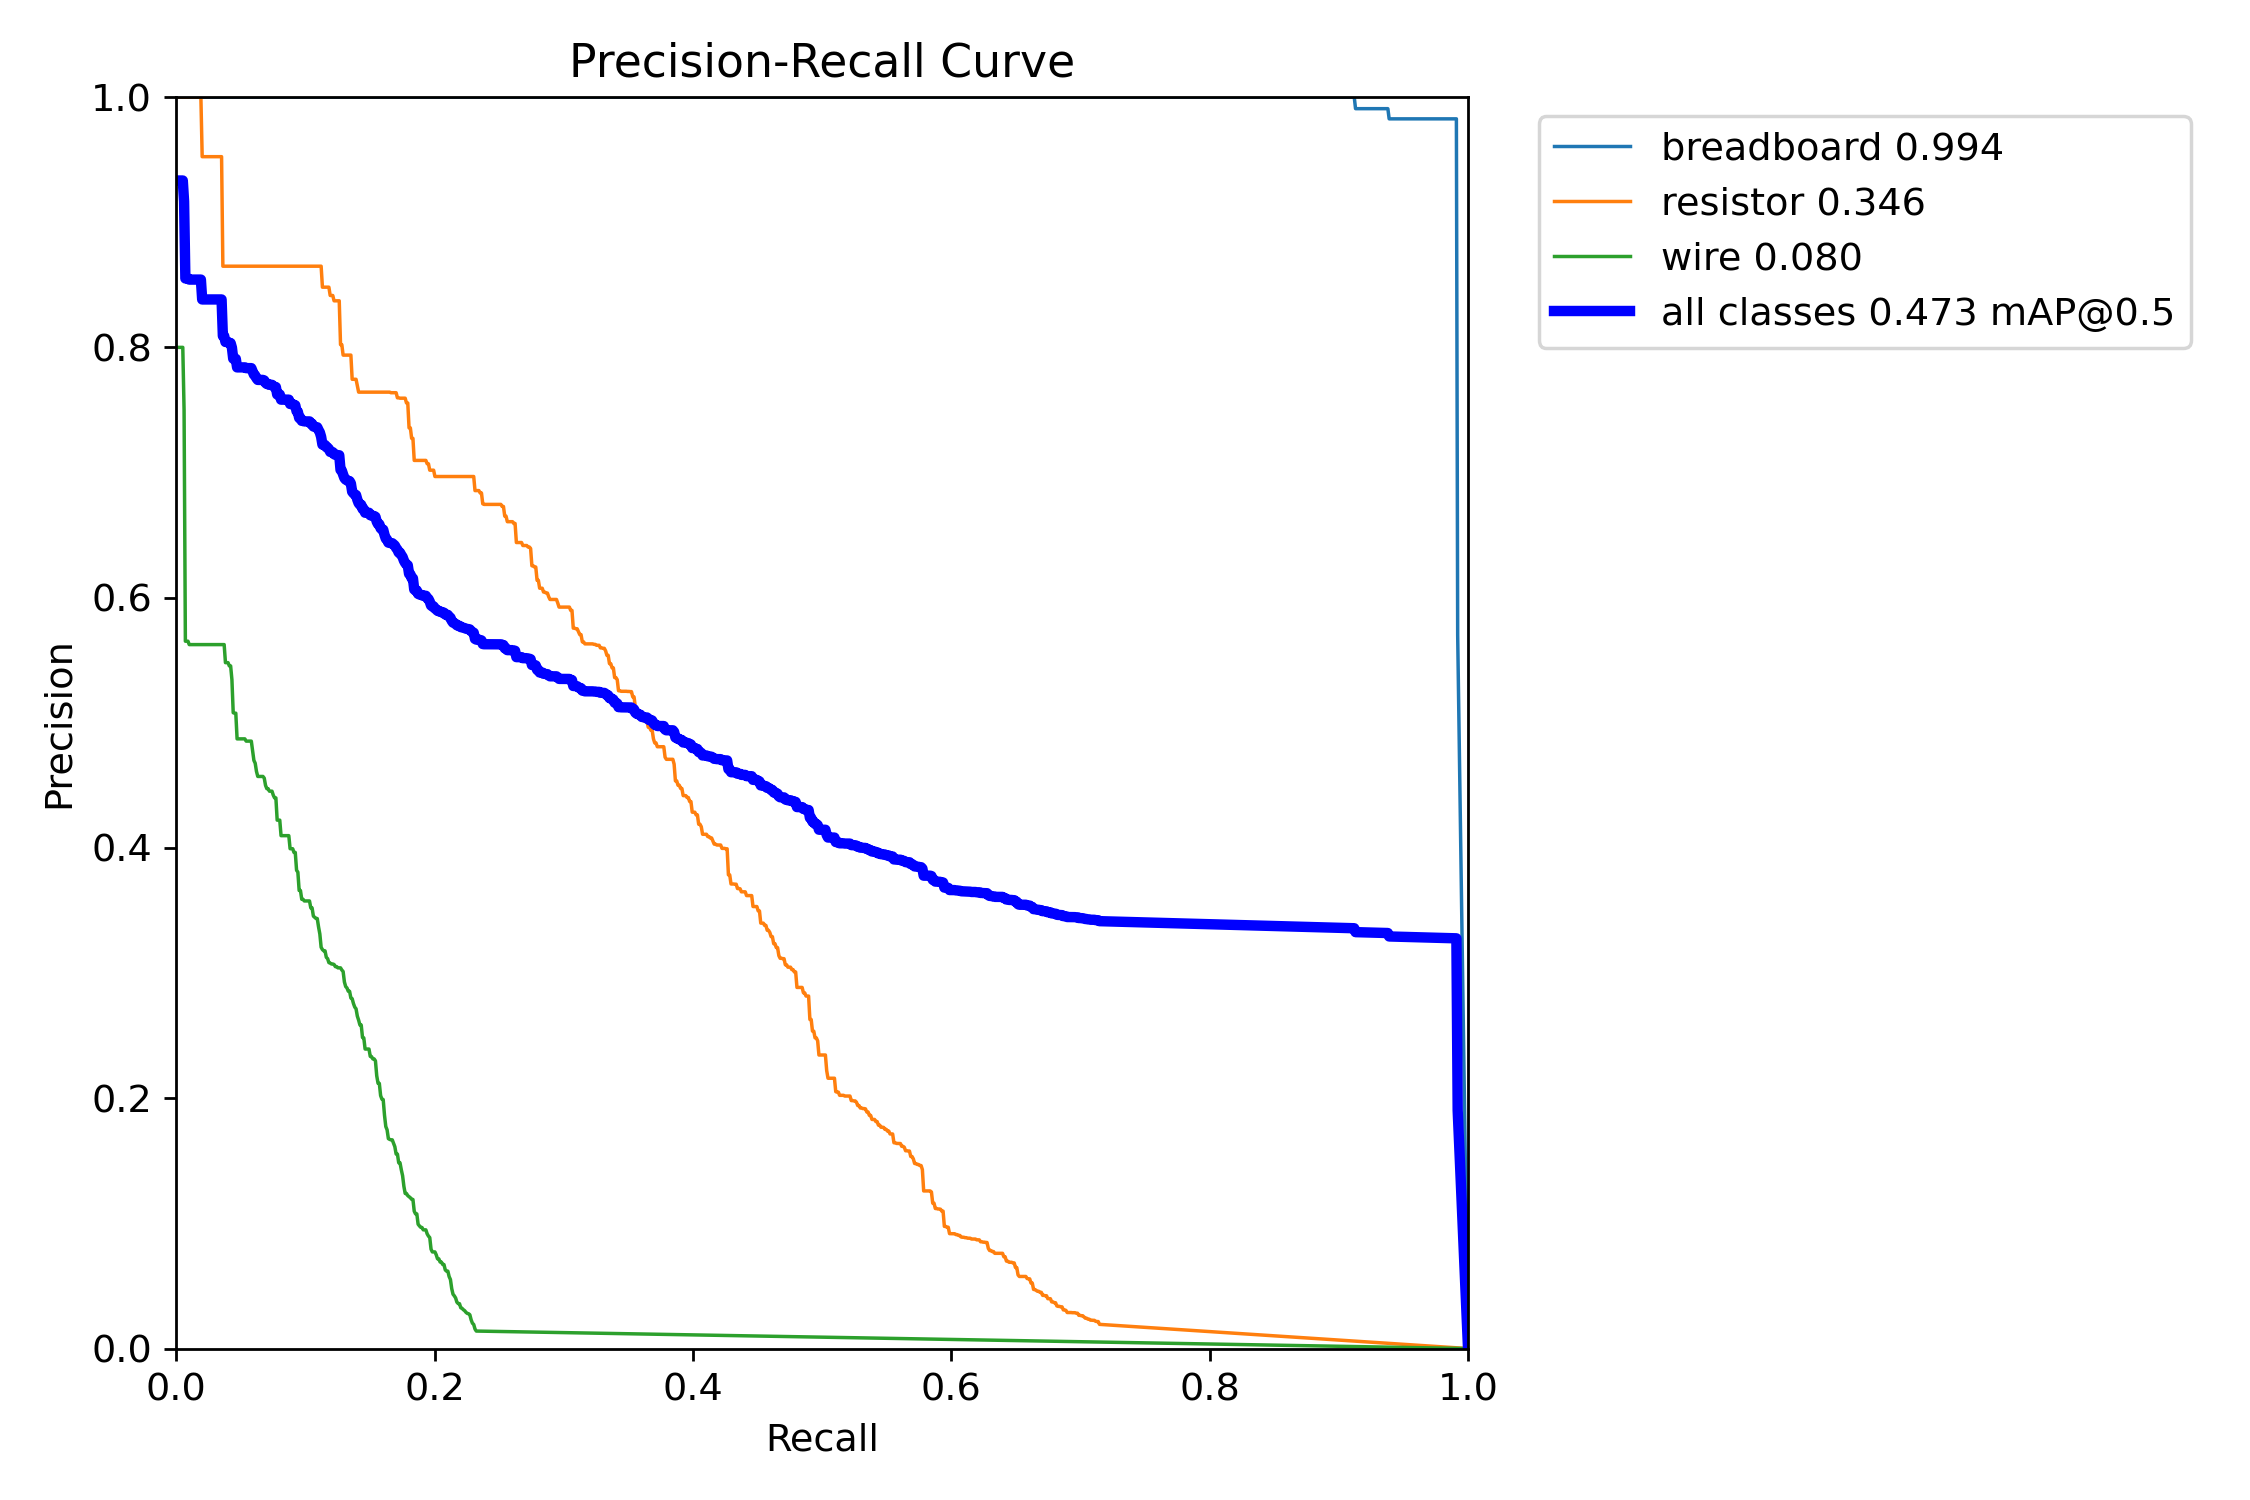 Precision-Recall Curve
1.0
0.8
0.6
0.4
0.2
0.0
Precision
0.0 0.2 0.4 0.6 0.8 1.0
Recall
breadboard 0.994
resistor 0.346
wire 0.080
all classes 0.473 mAP@0.5